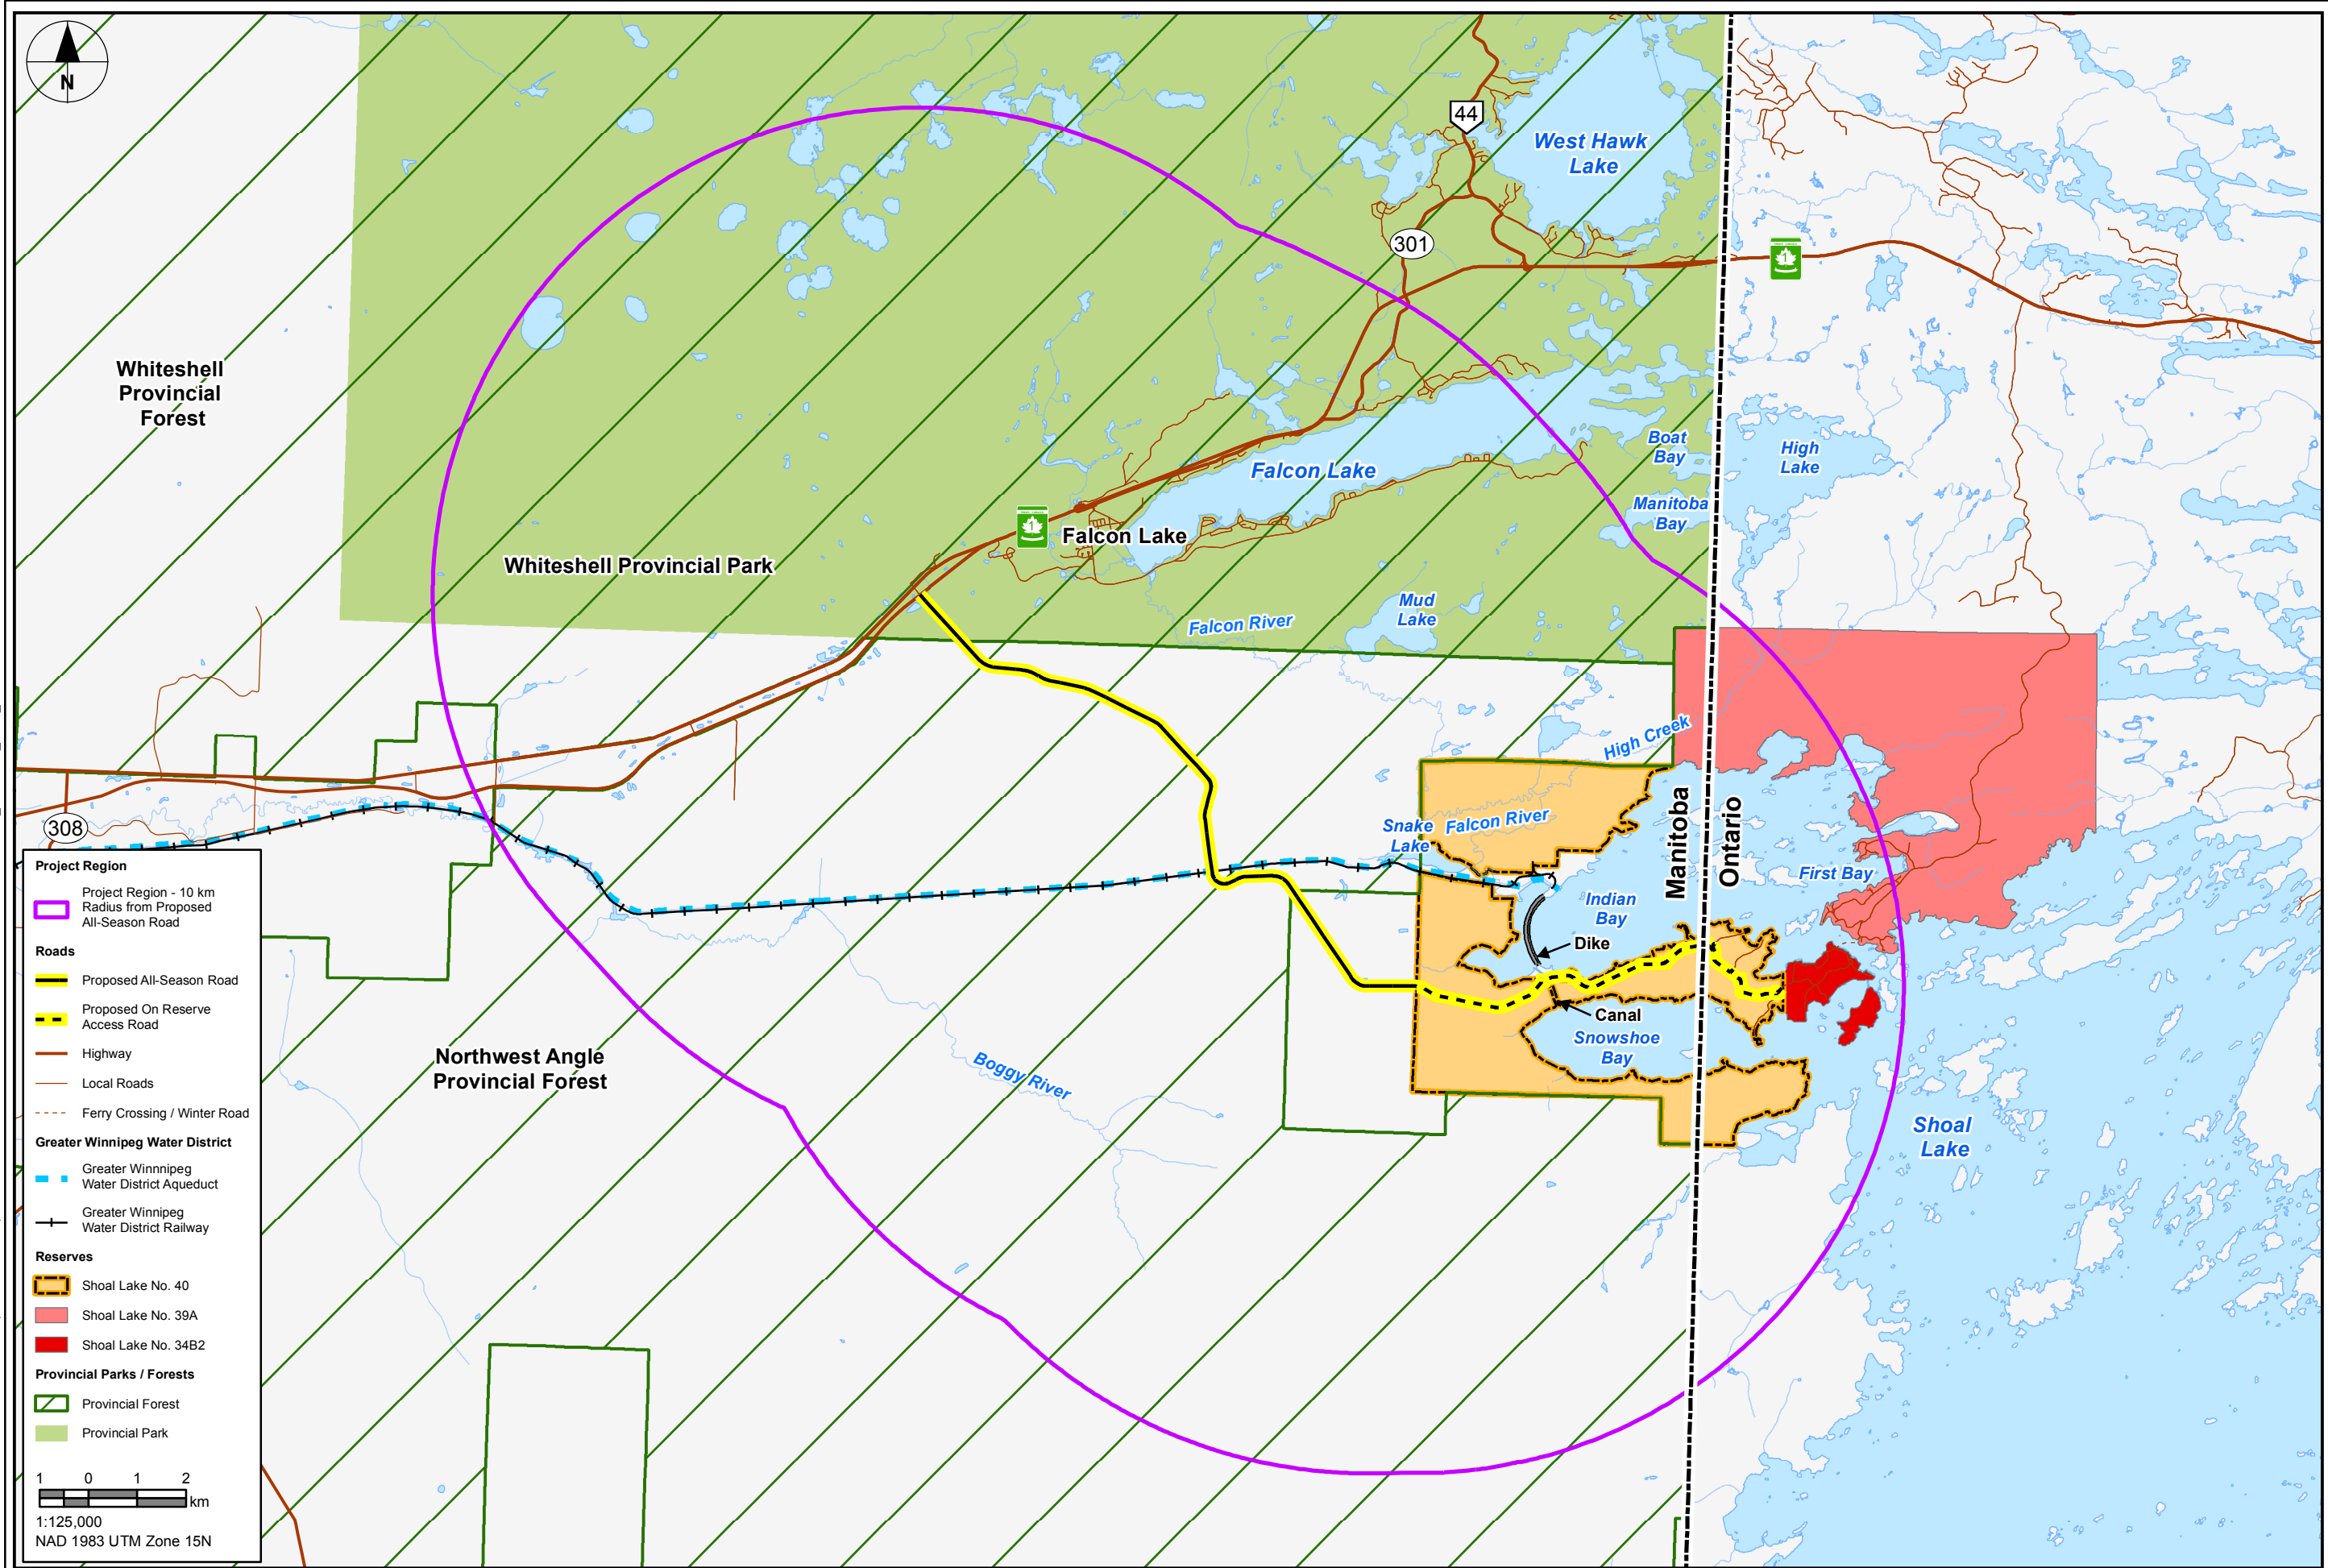 N
44
West Hawk
Lake
301
1
Whiteshell
Provincial
Forest
Boat
Bay
High
Lake
Falcon Lake
Manitoba
Bay
1
Falcon Lake
Whiteshell Provincial Park
Mud
Lake
Falcon River
High Creek
308
Snake
Lake
Falcon River
Manitoba
Ontario
First Bay
Indian
Bay
Dike
Canal
Snowshoe
Bay
Northwest Angle
Provincial Forest
Boggy River
Shoal
Lake
Project Region
Project Region - 10 km
Radius from Proposed
All-Season Road
Roads
Proposed All-Season Road
Proposed On Reserve
Access Road
Highway
Local Roads
Ferry Crossing / Winter Road
Greater Winnipeg Water District
Greater Winnnipeg
Water District Aqueduct
Greater Winnipeg
Water District Railway
Reserves
Shoal Lake No. 40
Shoal Lake No. 39A
Shoal Lake No. 34B2
Provincial Parks / Forests
Provincial Forest
Provincial Park
1 0 1 2
km
1:125,000
NAD 1983 UTM Zone 15N